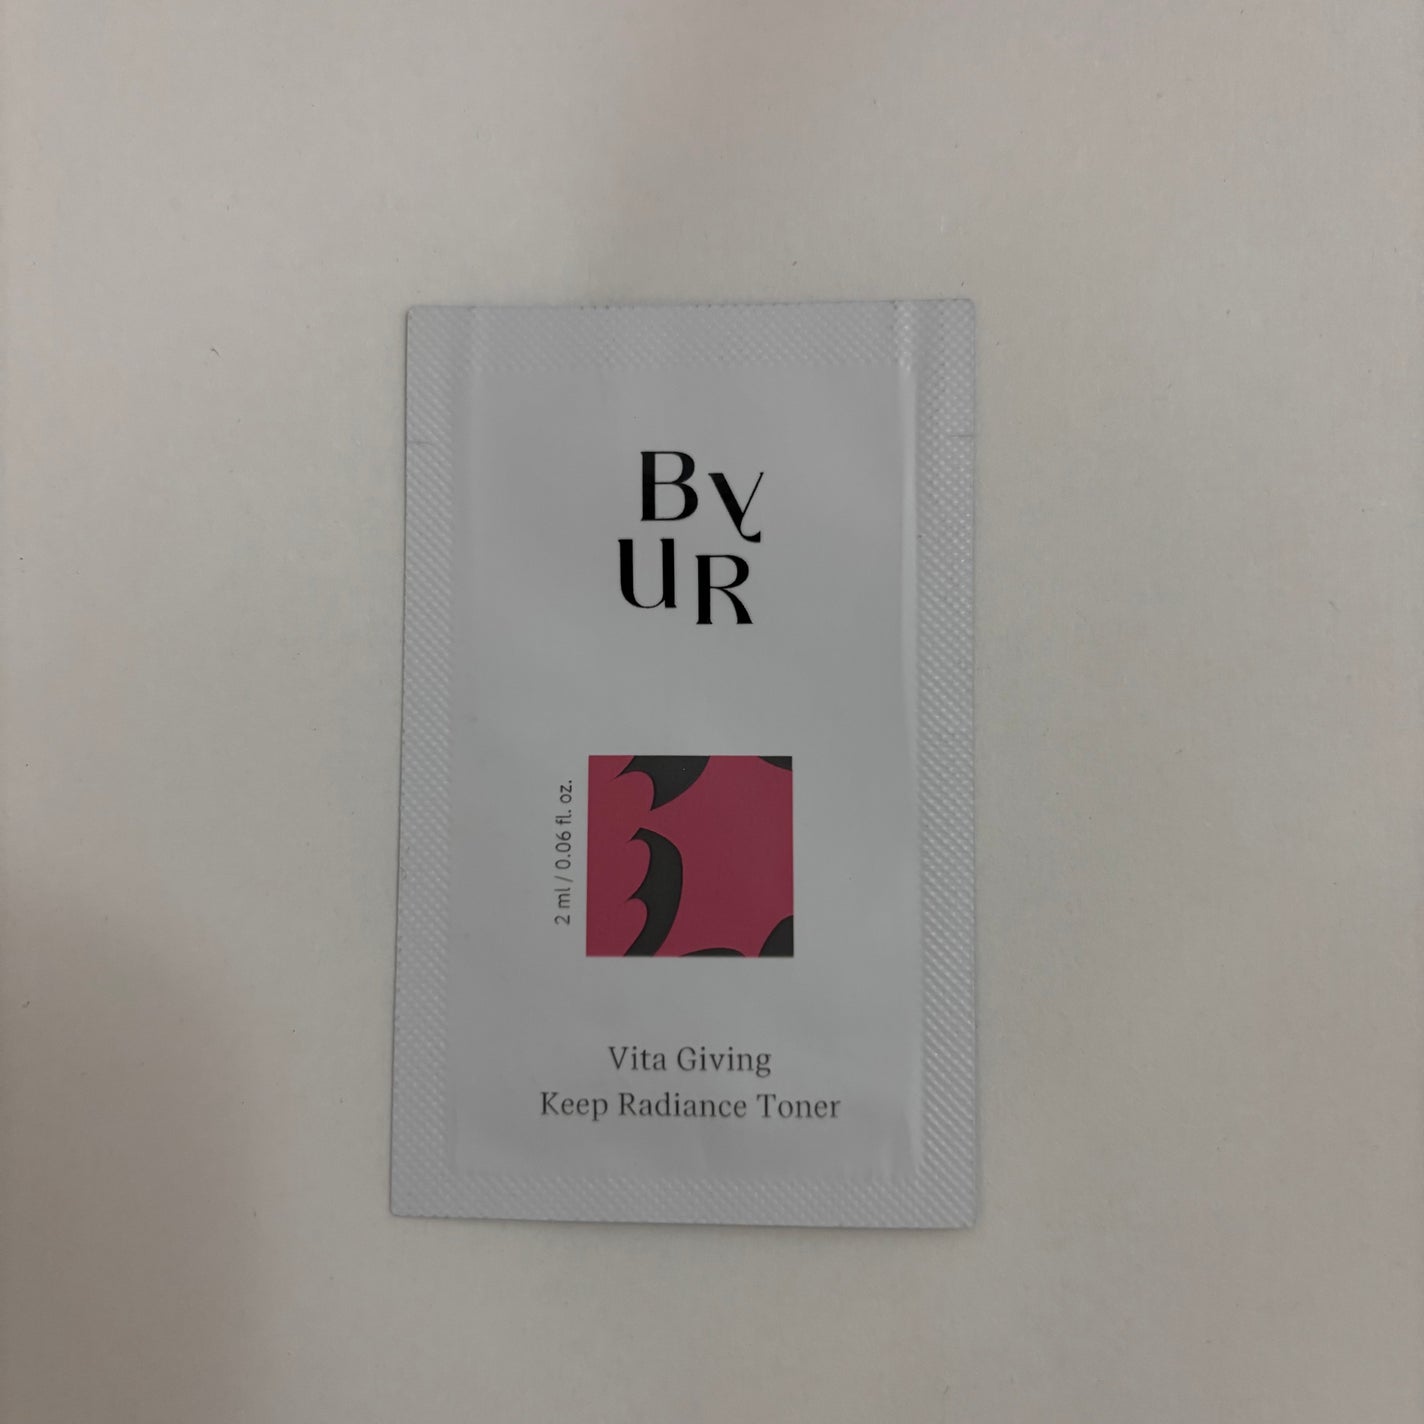 By
UR
2 ml / 0.06 fl. oz.
Vita Giving
Keep Radiance Toner